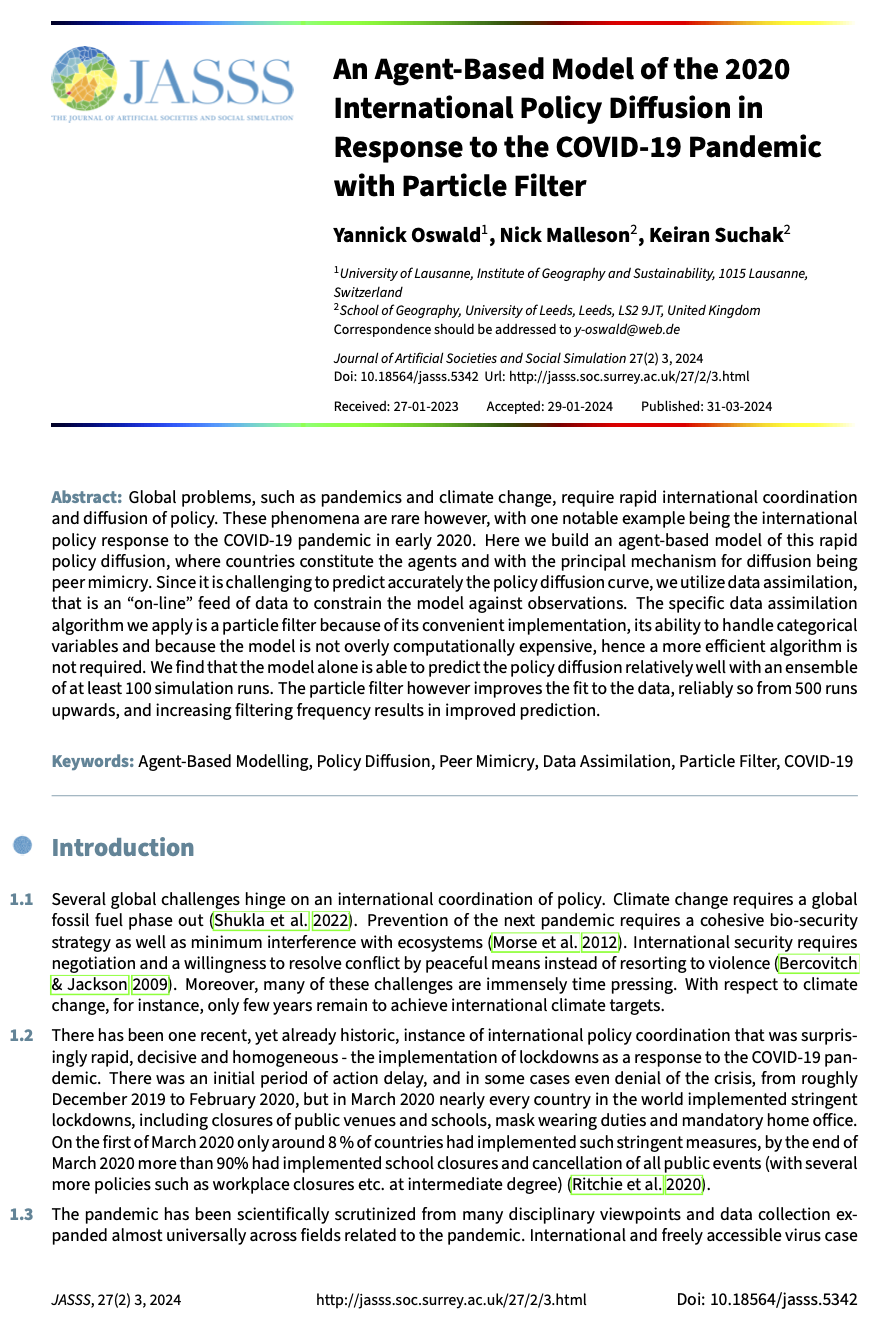 JASSS
THE JOURNAL OF ARTIFICIAL SOCIETIES AND SOCIAL SIMULATION
An Agent-Based Model of the 2020
International Policy Diffusion in
Response to the COVID-19 Pandemic
with Particle Filter
Yannick Oswald1, Nick Malleson2, Keiran Suchak2
1University of Lausanne, Institute of Geography and Sustainability, 1015 Lausanne,
Switzerland
2School of Geography, University of Leeds, Leeds, LS2 9JT, United Kingdom
Correspondence should be addressed to y-oswald@web.de
Journal of Artificial Societies and Social Simulation 27(2) 3, 2024
Doi: 10.18564/jasss.5342 Url: http://jasss.soc.surrey.ac.uk/27/2/3.html
Received: 27-01-2023 Accepted: 29-01-2024 Published: 31-03-2024
Abstract: Global problems, such as pandemics and climate change, require rapid international coordination
and diffusion of policy. These phenomena are rare however, with one notable example being the international
policy response to the COVID-19 pandemic in early 2020. Here we build an agent-based model of this rapid
policy diffusion, where countries constitute the agents and with the principal mechanism for diffusion being
peer mimicry. Since it is challenging to predict accurately the policy diffusion curve, we utilize data assimilation,
that is an “on-line” feed of data to constrain the model against observations. The specific data assimilation
algorithm we apply is a particle filter because of its convenient implementation, its ability to handle categorical
variables and because the model is not overly computationally expensive, hence a more efficient algorithm is
not required. We find that the model alone is able to predict the policy diffusion relatively well with an ensemble
of at least 100 simulation runs. The particle filter however improves the fit to the data, reliably so from 500 runs
upwards, and increasing filtering frequency results in improved prediction.
Keywords: Agent-Based Modelling, Policy Diffusion, Peer Mimicry, Data Assimilation, Particle Filter, COVID-19
Introduction
1.1 Several global challenges hinge on an international coordination of policy. Climate change requires a global
fossil fuel phase out (Shukla et al. 2022). Prevention of the next pandemic requires a cohesive bio-security
strategy as well as minimum interference with ecosystems (Morse et al. 2012). International security requires
negotiation and a willingness to resolve conflict by peaceful means instead of resorting to violence (Bercovitch
& Jackson 2009). Moreover, many of these challenges are immensely time pressing. With respect to climate
change, for instance, only few years remain to achieve international climate targets.
1.2 There has been one recent, yet already historic, instance of international policy coordination that was surpris-
ingly rapid, decisive and homogeneous - the implementation of lockdowns as a response to the COVID-19 pan-
demic. There was an initial period of action delay, and in some cases even denial of the crisis, from roughly
December 2019 to February 2020, but in March 2020 nearly every country in the world implemented stringent
lockdowns, including closures of public venues and schools, mask wearing duties and mandatory home office.
On the first of March 2020 only around 8 % of countries had implemented such stringent measures, by the end of
March 2020 more than 90% had implemented school closures and cancellation of all public events (with several
more policies such as workplace closures etc. at intermediate degree) (Ritchie et al. 2020).
1.3 The pandemic has been scientifically scrutinized from many disciplinary viewpoints and data collection ex-
panded almost universally across fields related to the pandemic. International and freely accessible virus case
JASSS, 27(2) 3, 2024 http://jasss.soc.surrey.ac.uk/27/2/3.html Doi: 10.18564/jasss.5342